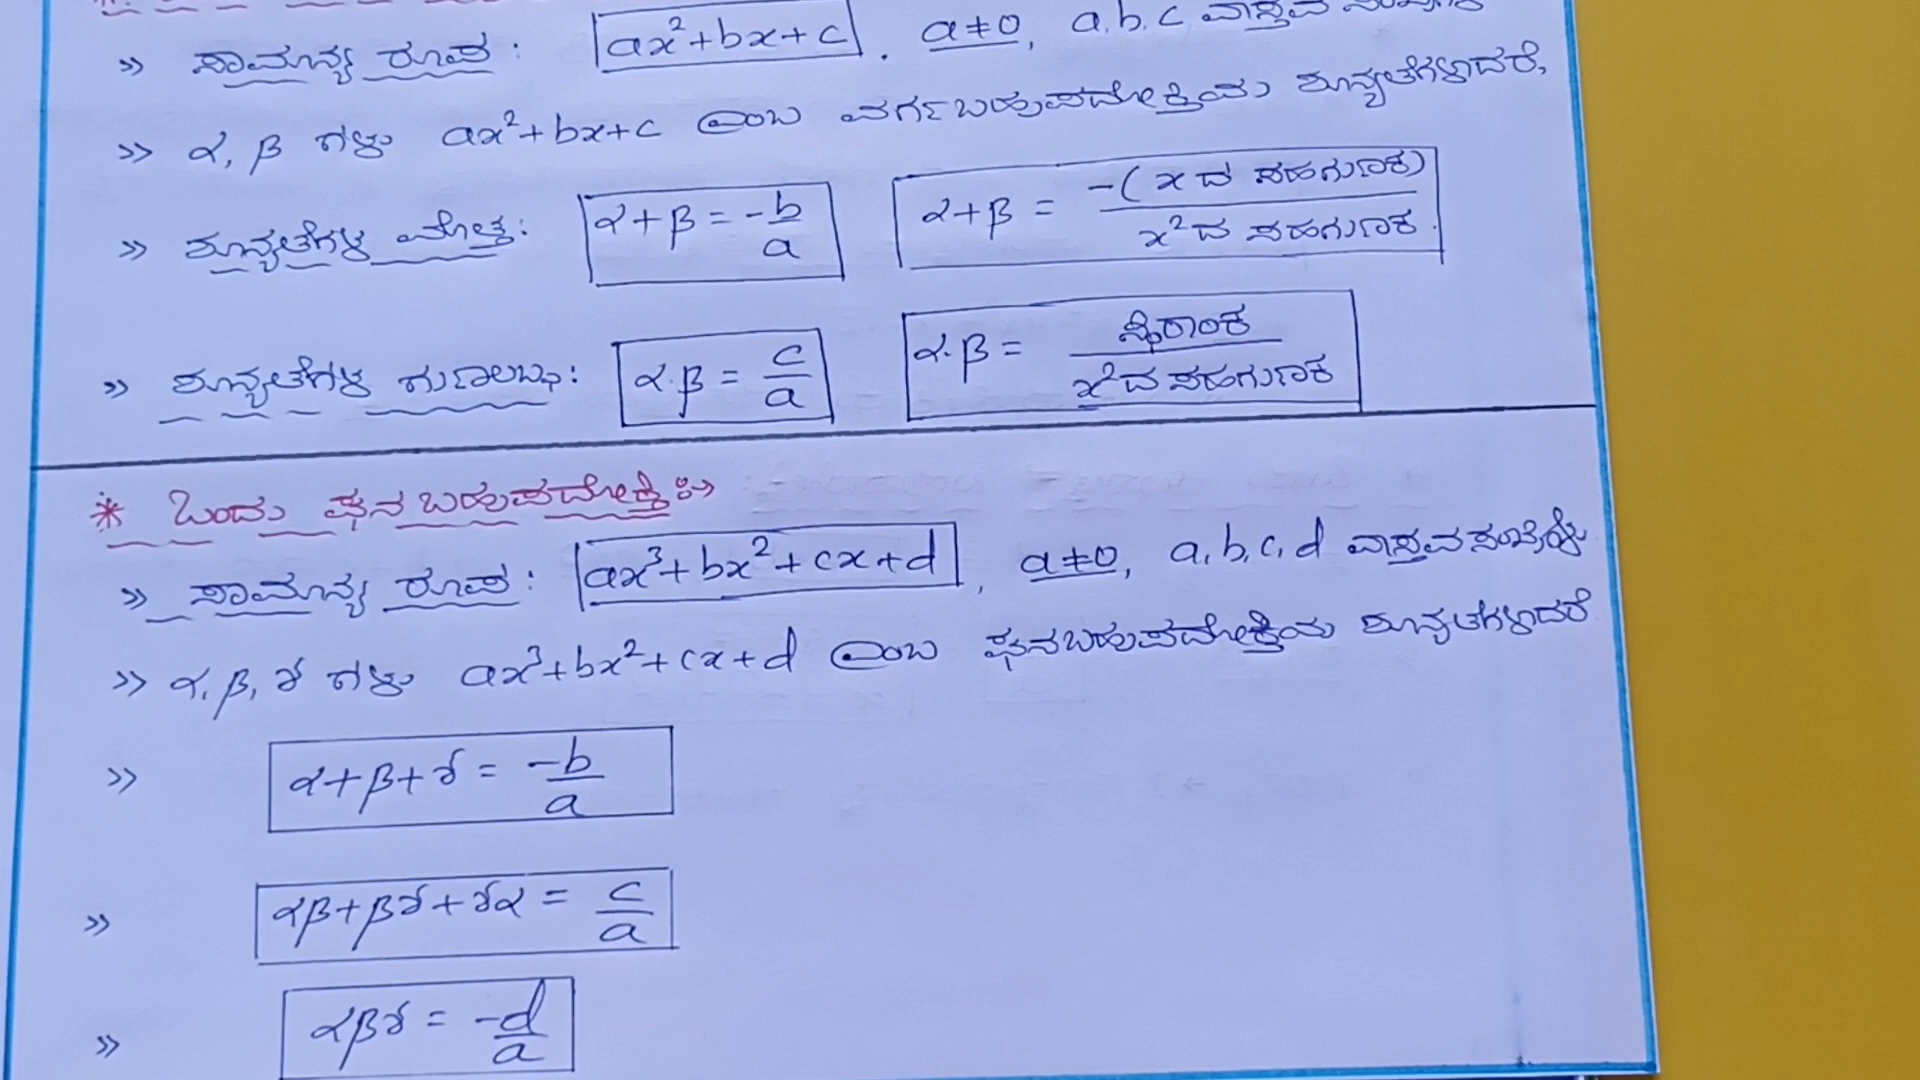 » ಸಾಮಾನ್ಯ ರೂಪ : ax²+bx+c . a≠0, a, b, c ವಾಸ್ತವ
» α, β ಗಳು ax²+bx+c ಎಂಬ ವರ್ಗಬಹುಪದೋಕ್ತಿಯ ಶೂನ್ಯತೆಗಳಾದರೆ,
» ಶೂನ್ಯತೆಗಳ ಮೊತ್ತ : α+β = -b/a α+β = -(x ದ ಸಹಗುಣಕ)/x² ದ ಸಹಗುಣಕ.
» ಶೂನ್ಯತೆಗಳ ಗುಣಲಬ್ಧ : α.β = c/a α.β = ಸ್ಥಿರಾಂಕ/x² ದ ಸಹಗುಣಕ
* ಒಂದು ಘನ ಬಹುಪದೋಕ್ತಿ :→
» ಸಾಮಾನ್ಯ ರೂಪ : ax³+bx²+cx+d , a≠0, a, b, c, d ವಾಸ್ತವ ಸಂಖ್ಯೆಗಳು
» α, β, γ ಗಳು ax³+bx²+cx+d ಎಂಬ ಘನಬಹುಪದೋಕ್ತಿಯ ಶೂನ್ಯತೆಗಳಾದರೆ
» α+β+γ = -b/a
» αβ+βγ+γα = c/a
» αβγ = -d/a